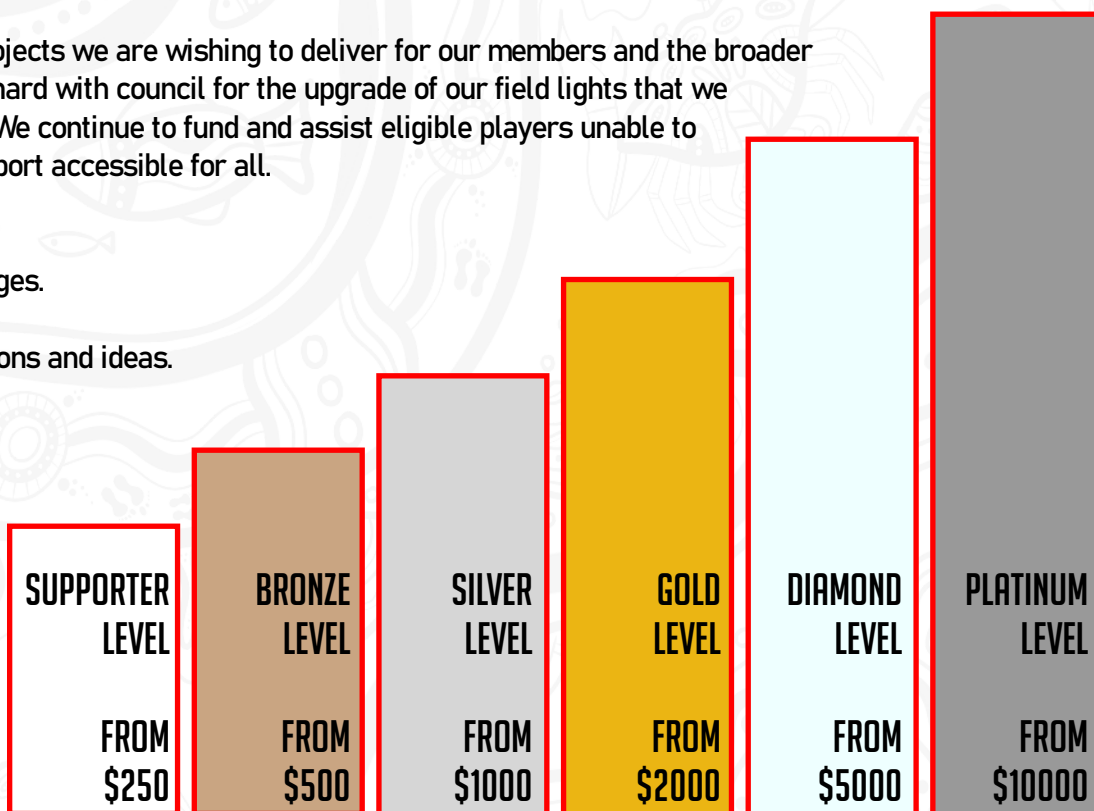 ojects we are wishing to deliver for our members and the broader
hard with council for the upgrade of our field lights that we
We continue to fund and assist eligible players unable to
port accessible for all.
ges.
ons and ideas.
SUPPORTER
LEVEL
FROM
$250
BRONZE
LEVEL
FROM
$500
SILVER
LEVEL
FROM
$1000
GOLD
LEVEL
FROM
$2000
DIAMOND
LEVEL
FROM
$5000
PLATINUM
LEVEL
FROM
$10000